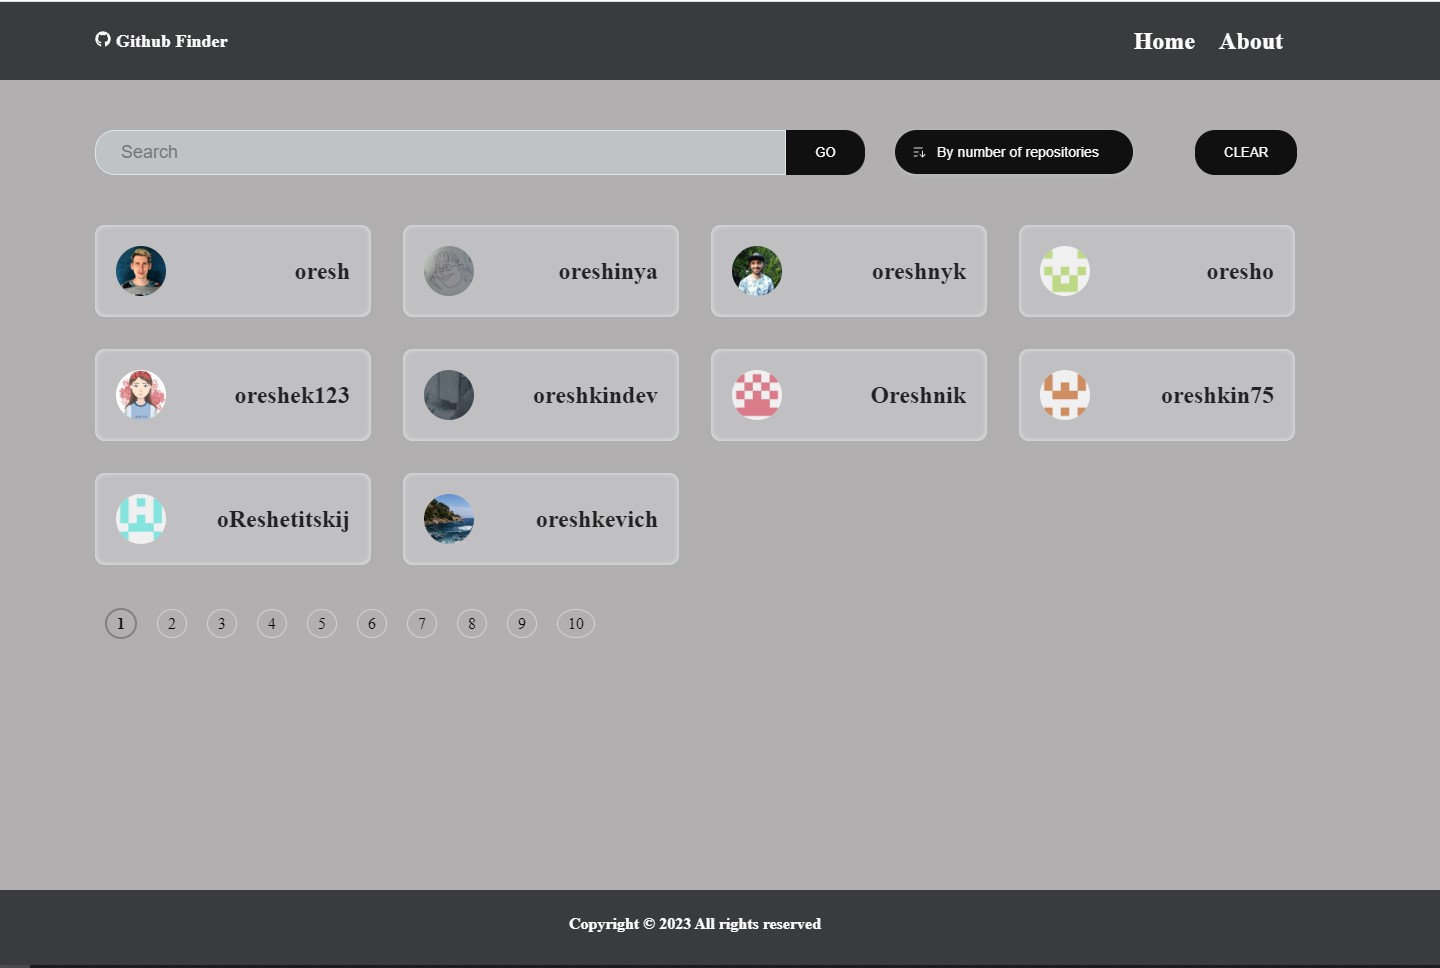 Github Finder
Home About
Search
GO
By number of repositories
CLEAR
oresh
oreshinya
oreshnyk
oresho
oreshek123
oreshkindev
Oreshnik
oreshkin75
oReshetitskij
oreshkevich
1 2 3 4 5 6 7 8 9 10
Copyright © 2023 All rights reserved